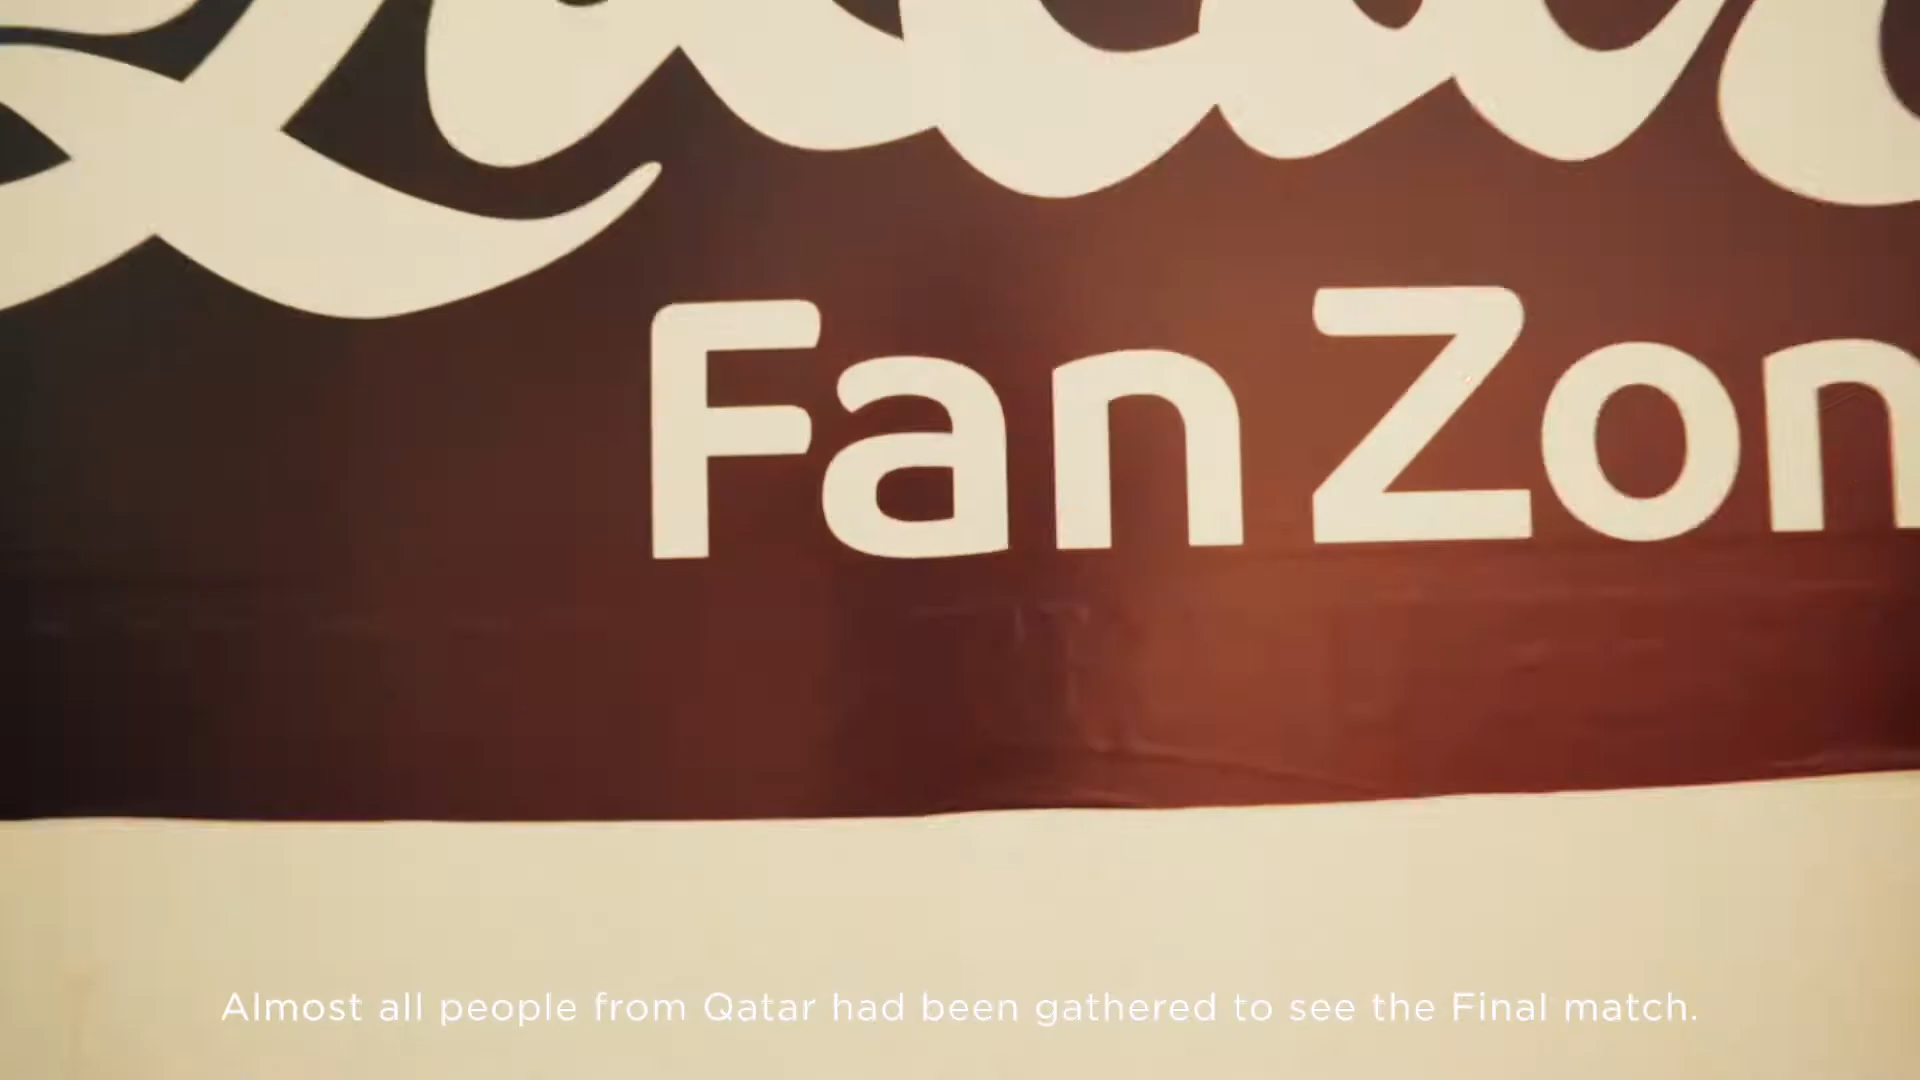 Fan Zon
Almost all people from Qatar had been gathered to see the Final match.